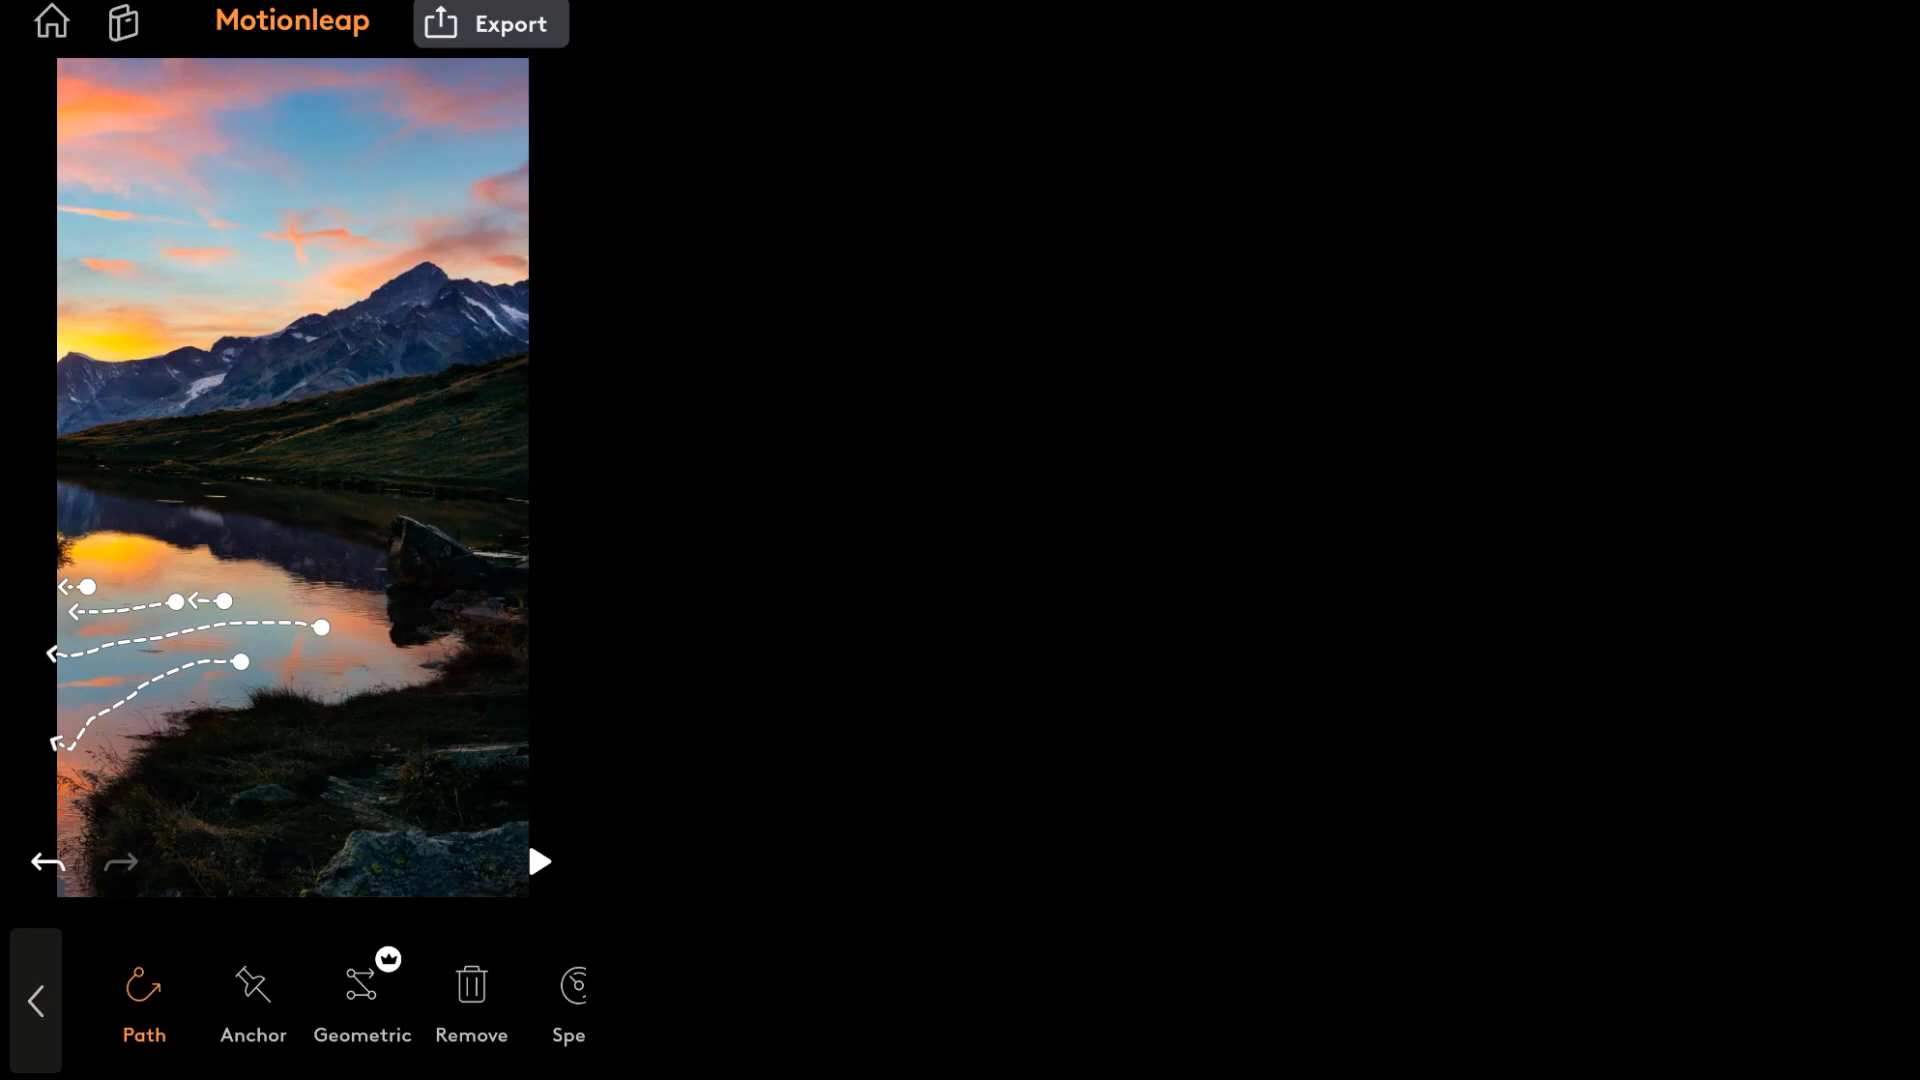 Motionleap
Export
Path
Anchor
Geometric
Remove
Spe